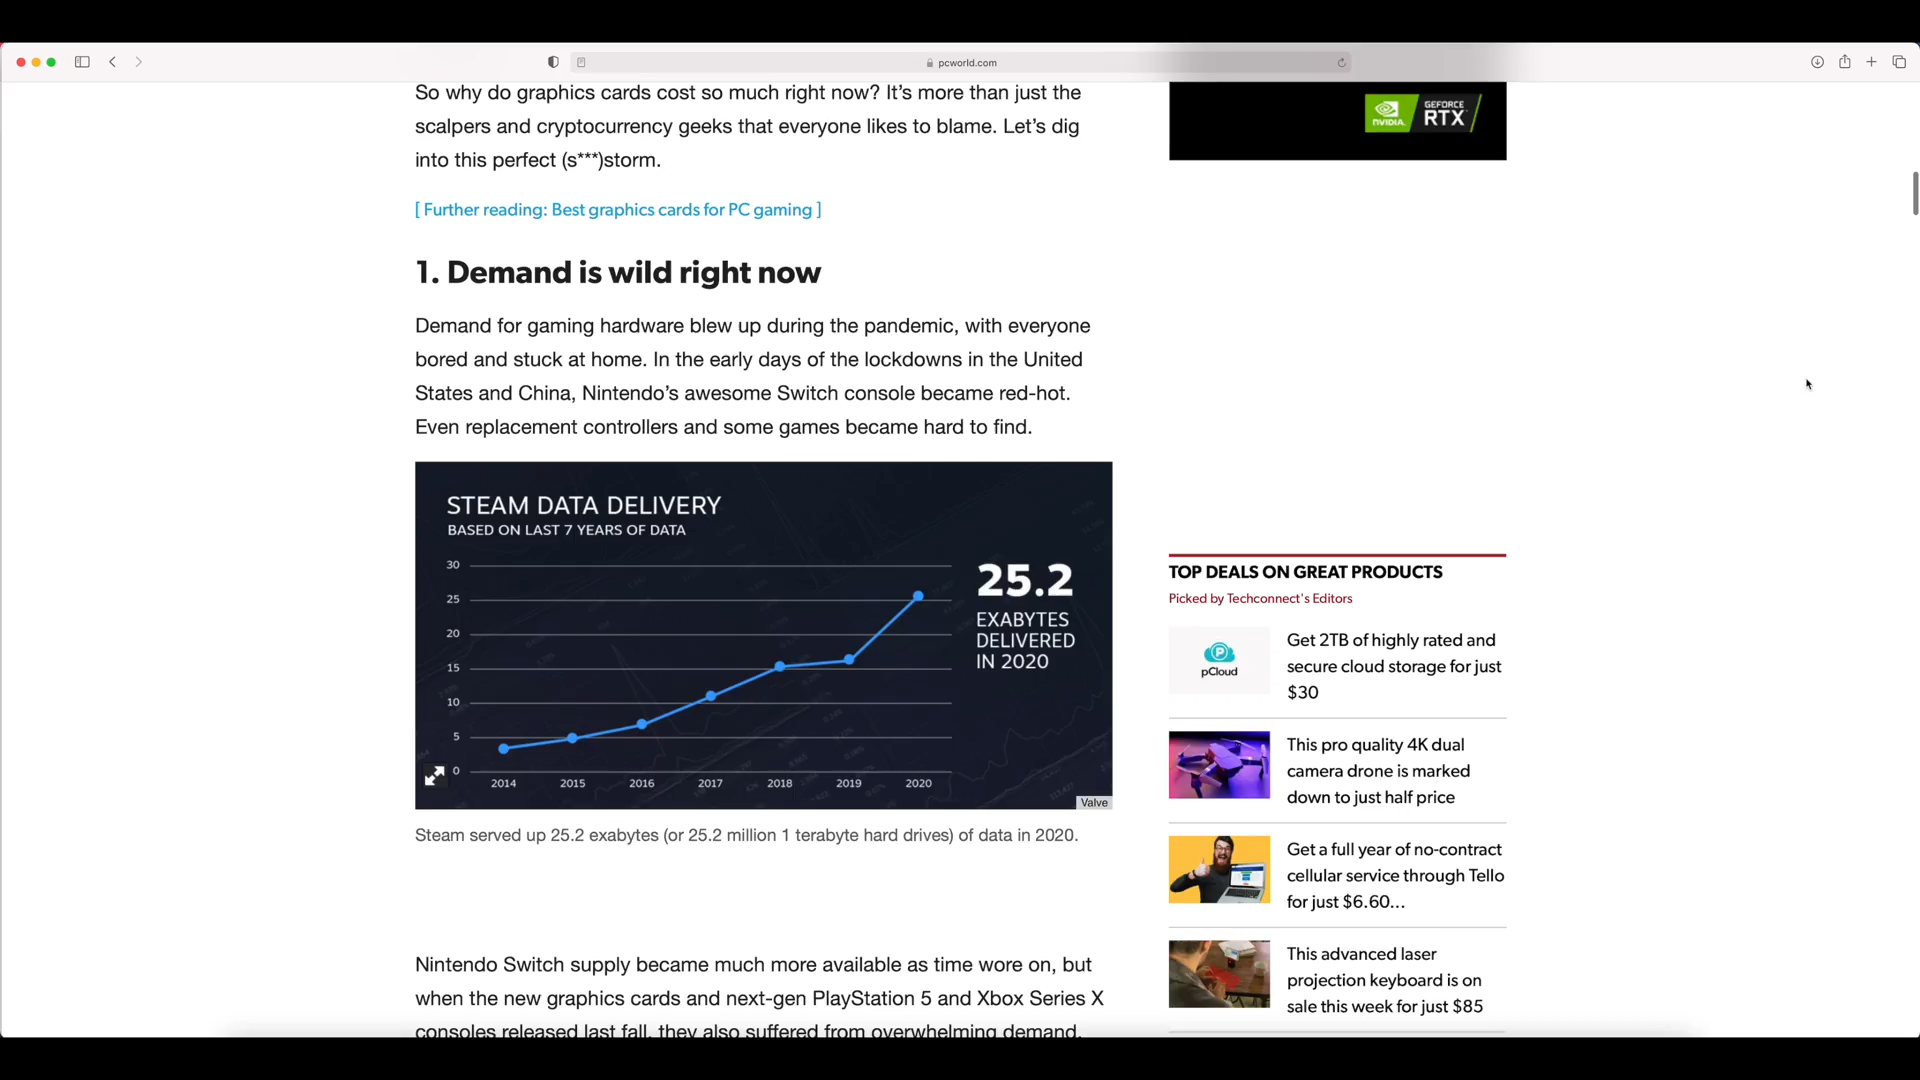 pcworld.com
So why do graphics cards cost so much right now? It’s more than just the
scalpers and cryptocurrency geeks that everyone likes to blame. Let’s dig
into this perfect (s***)storm.
[ Further reading: Best graphics cards for PC gaming ]
1. Demand is wild right now
Demand for gaming hardware blew up during the pandemic, with everyone
bored and stuck at home. In the early days of the lockdowns in the United
States and China, Nintendo’s awesome Switch console became red-hot.
Even replacement controllers and some games became hard to find.
STEAM DATA DELIVERY
BASED ON LAST 7 YEARS OF DATA
30
25
20
15
10
5
0
2014 2015 2016 2017 2018 2019 2020
25.2
EXABYTES
DELIVERED
IN 2020
Valve
Steam served up 25.2 exabytes (or 25.2 million 1 terabyte hard drives) of data in 2020.
Nintendo Switch supply became much more available as time wore on, but
when the new graphics cards and next-gen PlayStation 5 and Xbox Series X
consoles released last fall, they also suffered from overwhelming demand.
NVIDIA.
GEFORCE
RTX
TOP DEALS ON GREAT PRODUCTS
Picked by Techconnect's Editors
pCloud
Get 2TB of highly rated and
secure cloud storage for just
$30
This pro quality 4K dual
camera drone is marked
down to just half price
Get a full year of no-contract
cellular service through Tello
for just $6.60...
This advanced laser
projection keyboard is on
sale this week for just $85